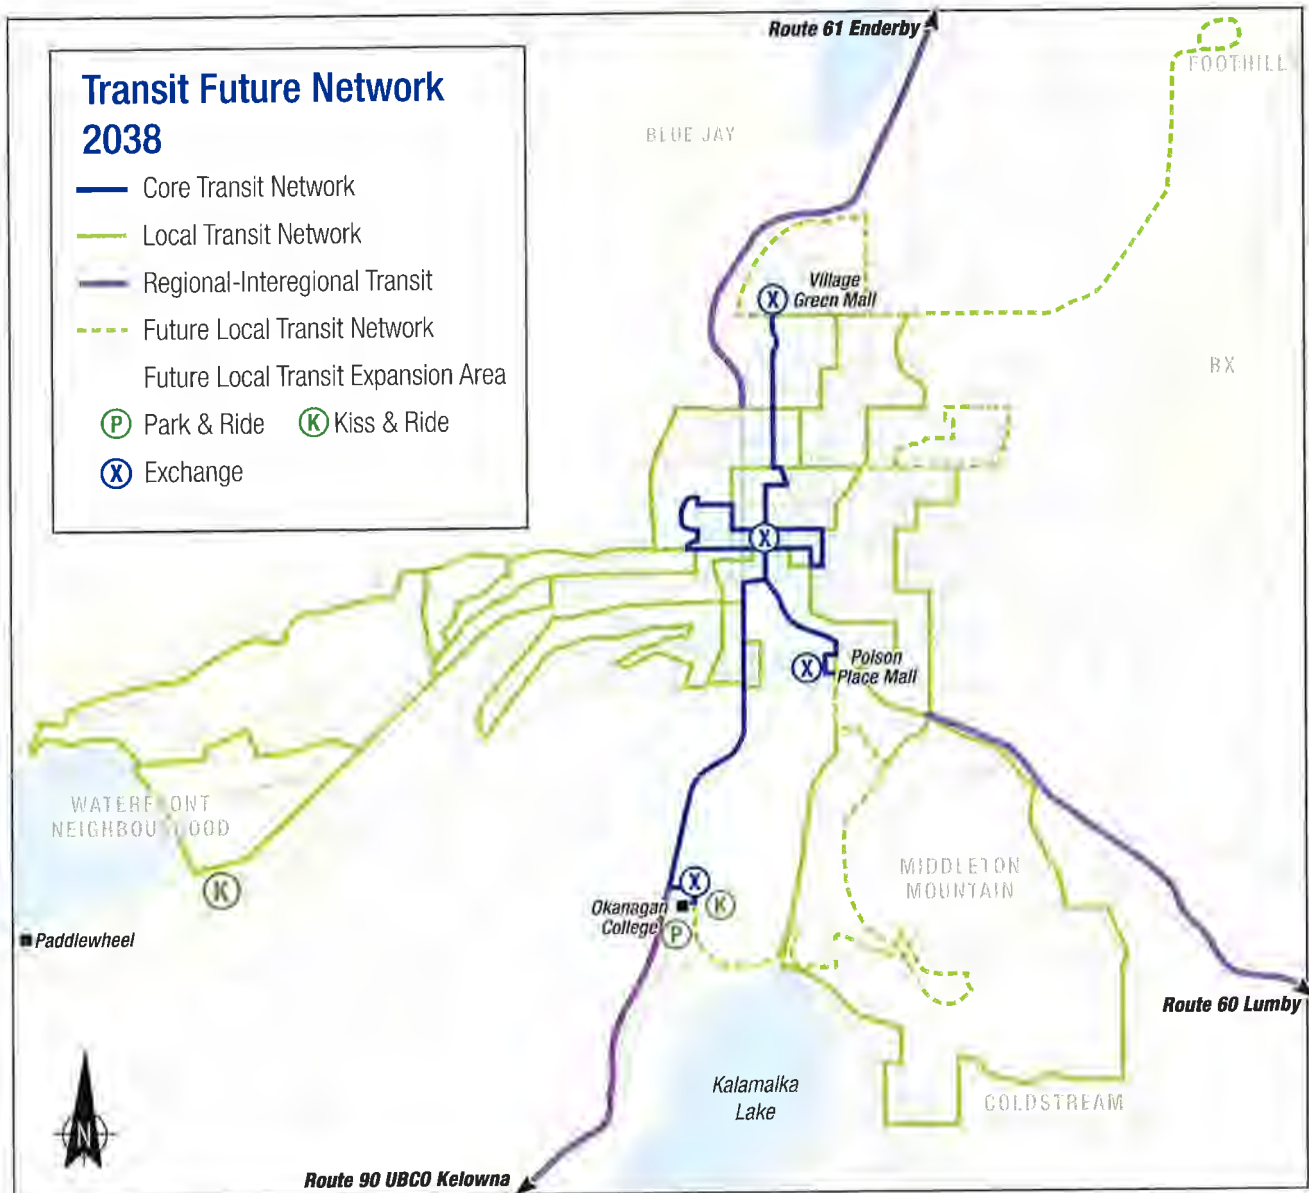 Route 61 Enderby
FOOTHILL
Transit Future Network
2038
Core Transit Network
Local Transit Network
Regional-Interegional Transit
Future Local Transit Network
Future Local Transit Expansion Area
P Park & Ride K Kiss & Ride
X Exchange
BLUE JAY
Village
X Green Mall
BX
X
Polson
X Place Mall
WATERFRONT
NEIGHBOURHOOD
K
MIDDLETON
MOUNTAIN
X
Okanagan K
College P
Paddlewheel
Route 60 Lumby
Kalamalka
Lake
COLDSTREAM
N
Route 90 UBCO Kelowna